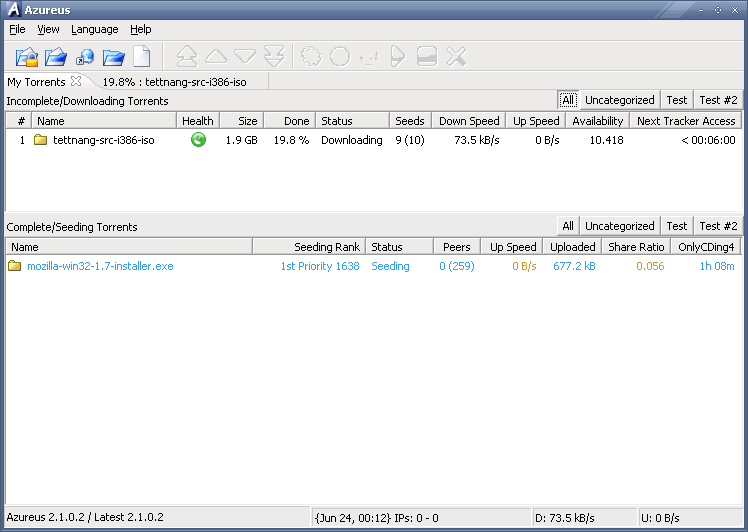 Azureus
File View Language Help
My Torrents 19.8% : tettnang-src-i386-iso
Incomplete/Downloading Torrents All Uncategorized Test Test #2
# Name Health Size Done Status Seeds Down Speed Up Speed Availability Next Tracker Access
1 tettnang-src-i386-iso 1.9 GB 19.8 % Downloading 9 (10) 73.5 kB/s 0 B/s 10.418 < 00:06:00
Complete/Seeding Torrents All Uncategorized Test Test #2
Name Seeding Rank Status Peers Up Speed Uploaded Share Ratio OnlyCDing4
mozilla-win32-1.7-installer.exe 1st Priority 1638 Seeding 0 (259) 0 B/s 677.2 kB 0.056 1h 08m
Azureus 2.1.0.2 / Latest 2.1.0.2 {Jun 24, 00:12} IPs: 0 - 0 D: 73.5 kB/s U: 0 B/s